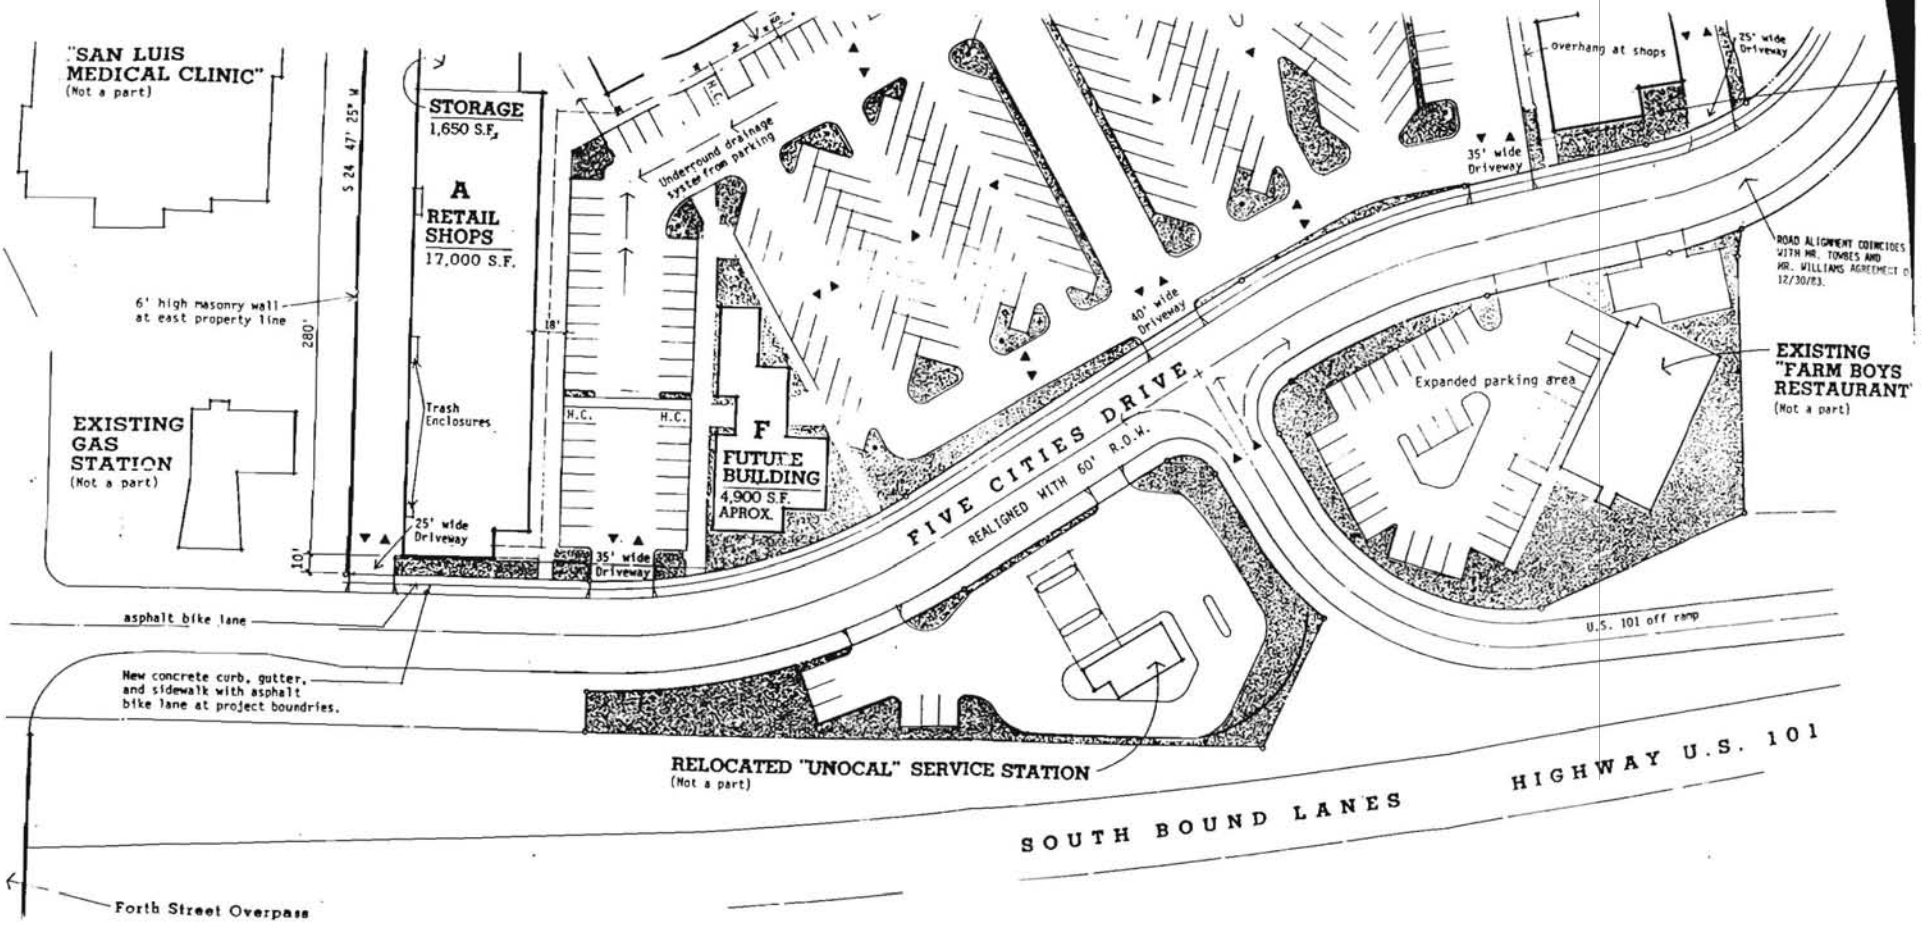 "SAN LUIS
MEDICAL CLINIC"
(Not a part)
S 24 47' 25" W
STORAGE
1,650 S.F.
A
RETAIL
SHOPS
17,000 S.F.
6' high masonry wall
at east property line
280'
18'
10'
Trash
Enclosures
EXISTING
GAS
STATION
(Not a part)
25' wide
Driveway
H.C.
H.C.
H.C.
35' wide
Driveway
Underround drainage
system from parking
F
FUTURE
BUILDING
4,900 S.F.
APROX.
40' wide
Driveway
35' wide
Driveway
overhang at shops
25' wide
Driveway
ROAD ALIGNMENT COINCIDES
WITH MR. TOWBES AND
MR. WILLIAMS AGREEMENT O
12/30/83.
EXISTING
"FARM BOYS
RESTAURANT"
(Not a part)
Expanded parking area
FIVE CITIES DRIVE
REALIGNED WITH 60' R.O.W.
U.S. 101 off ramp
asphalt bike lane
New concrete curb, gutter,
and sidewalk with asphalt
bike lane at project boundries.
RELOCATED "UNOCAL" SERVICE STATION
(Not a part)
SOUTH BOUND LANES
HIGHWAY U.S. 101
Forth Street Overpass